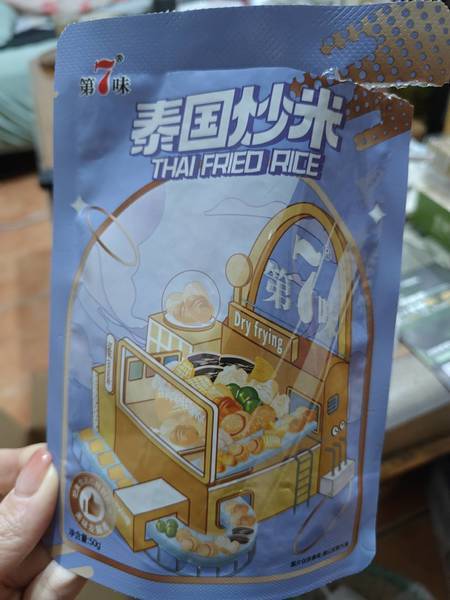 第7味®
泰国炒米
THAI FRIED RICE
第7味
Dry frying
净含量:50g